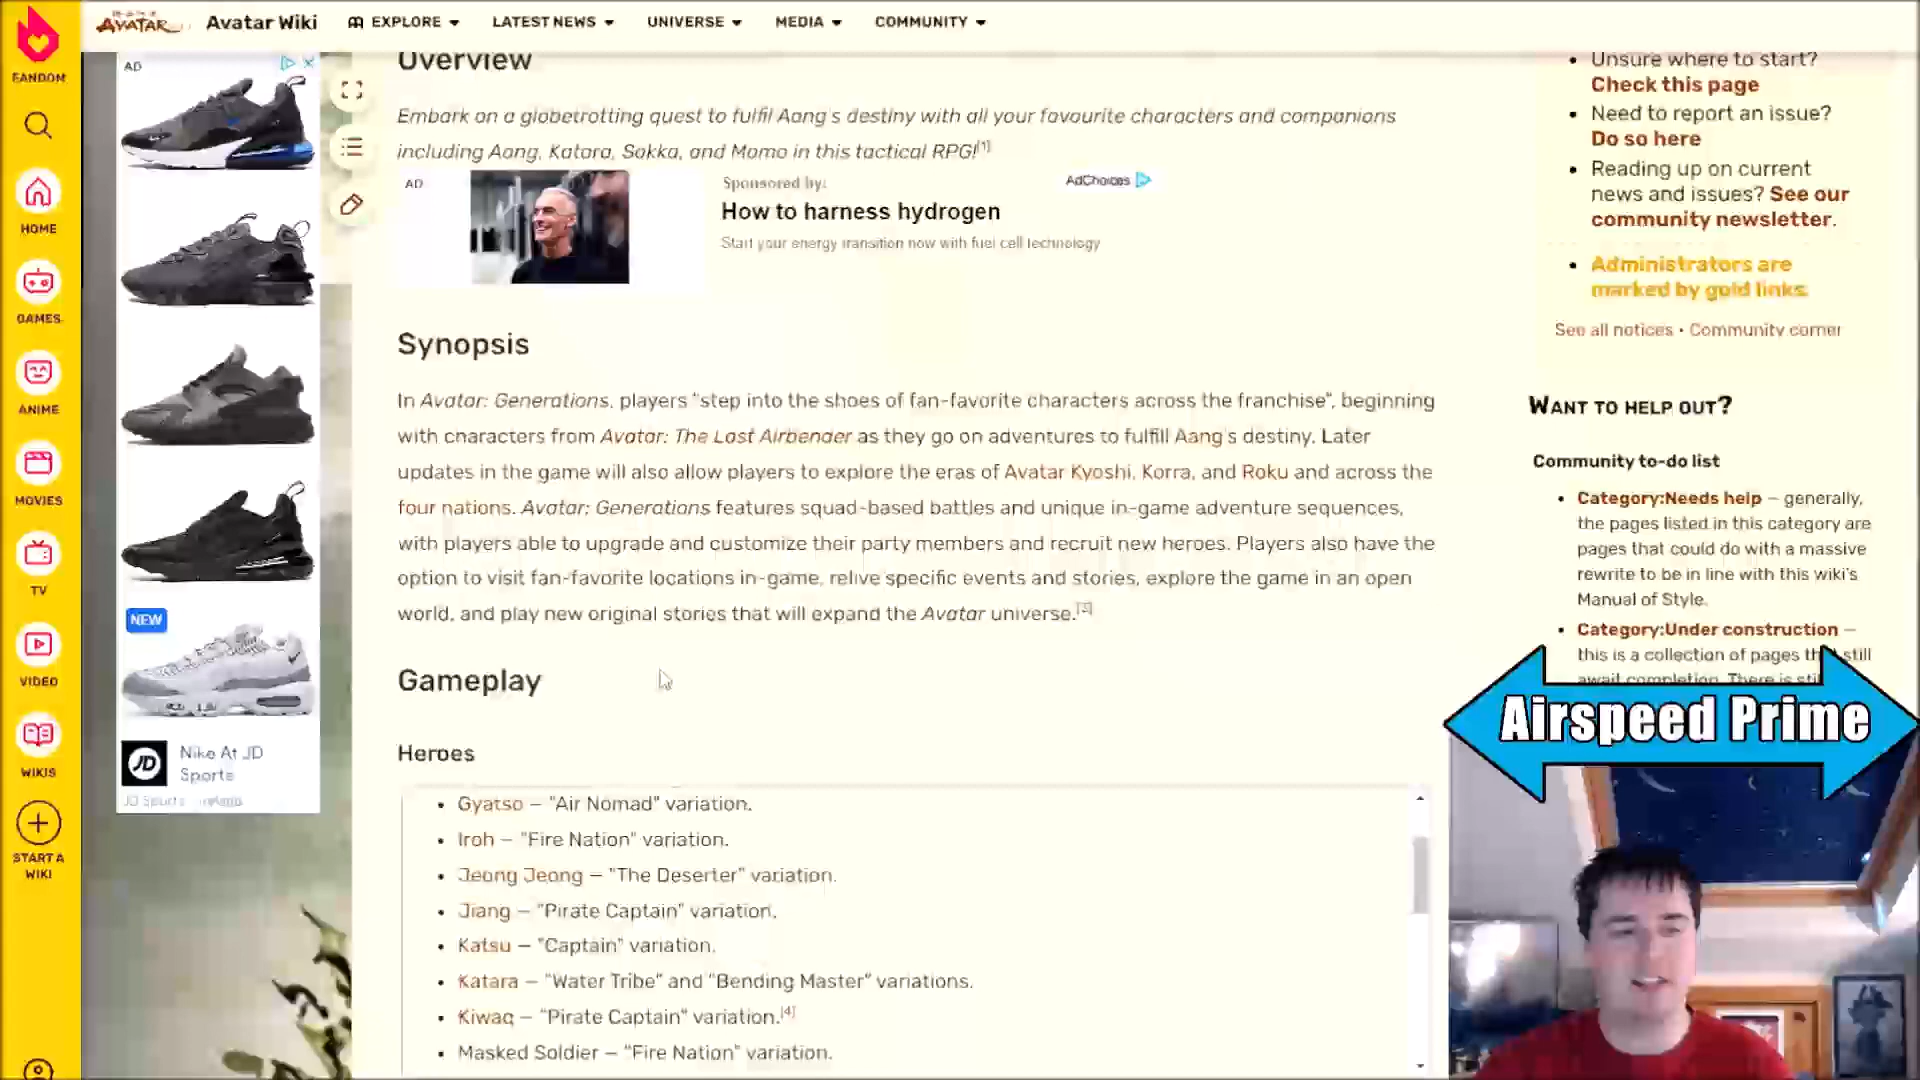 FANDOM
HOME
GAMES
ANIME
MOVIES
TV
VIDEO
WIKIS
START A
WIKI
AVATAR
Avatar Wiki
EXPLORE
LATEST NEWS
UNIVERSE
MEDIA
COMMUNITY
AD
NEW
JD
Nike At JD
Sports
JD Sports - Ireland
Overview
Embark on a globetrotting quest to fulfil Aang's destiny with all your favourite characters and companions
including Aang, Katara, Sokka, and Momo in this tactical RPG![1]
AD
Sponsored by:
AdChoices
How to harness hydrogen
Start your energy transition now with fuel cell technology
Synopsis
In Avatar: Generations, players "step into the shoes of fan-favorite characters across the franchise", beginning
with characters from Avatar: The Last Airbender as they go on adventures to fulfill Aang's destiny. Later
updates in the game will also allow players to explore the eras of Avatar Kyoshi, Korra, and Roku and across the
four nations. Avatar: Generations features squad-based battles and unique in-game adventure sequences,
with players able to upgrade and customize their party members and recruit new heroes. Players also have the
option to visit fan-favorite locations in-game, relive specific events and stories, explore the game in an open
world, and play new original stories that will expand the Avatar universe.
Gameplay
Heroes
Gyatso – "Air Nomad" variation.
Iroh – "Fire Nation" variation.
Jeong Jeong – "The Deserter" variation.
Jiang – "Pirate Captain" variation.
Katsu – "Captain" variation.
Katara – "Water Tribe" and "Bending Master" variations.
Kiwaq – "Pirate Captain" variation.[4]
Masked Soldier – "Fire Nation" variation.
Unsure where to start?
Check this page
Need to report an issue?
Do so here
Reading up on current
news and issues? See our
community newsletter.
Administrators are
marked by gold links.
See all notices • Community corner
WANT TO HELP OUT?
Community to-do list
Category:Needs help – generally,
the pages listed in this category are
pages that could do with a massive
rewrite to be in line with this wiki's
Manual of Style.
Category:Under construction –
this is a collection of pages that still
await completion. There is still
Airspeed Prime